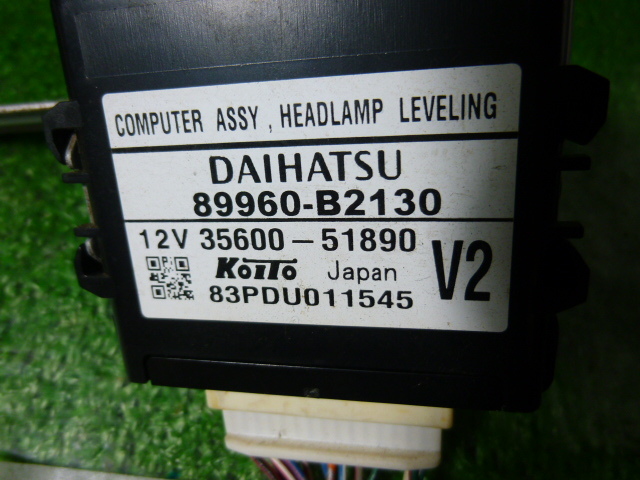 COMPUTER ASSY , HEADLAMP LEVELING
DAIHATSU
89960-B2130
12V 35600-51890
KOITO Japan V2
83PDU011545